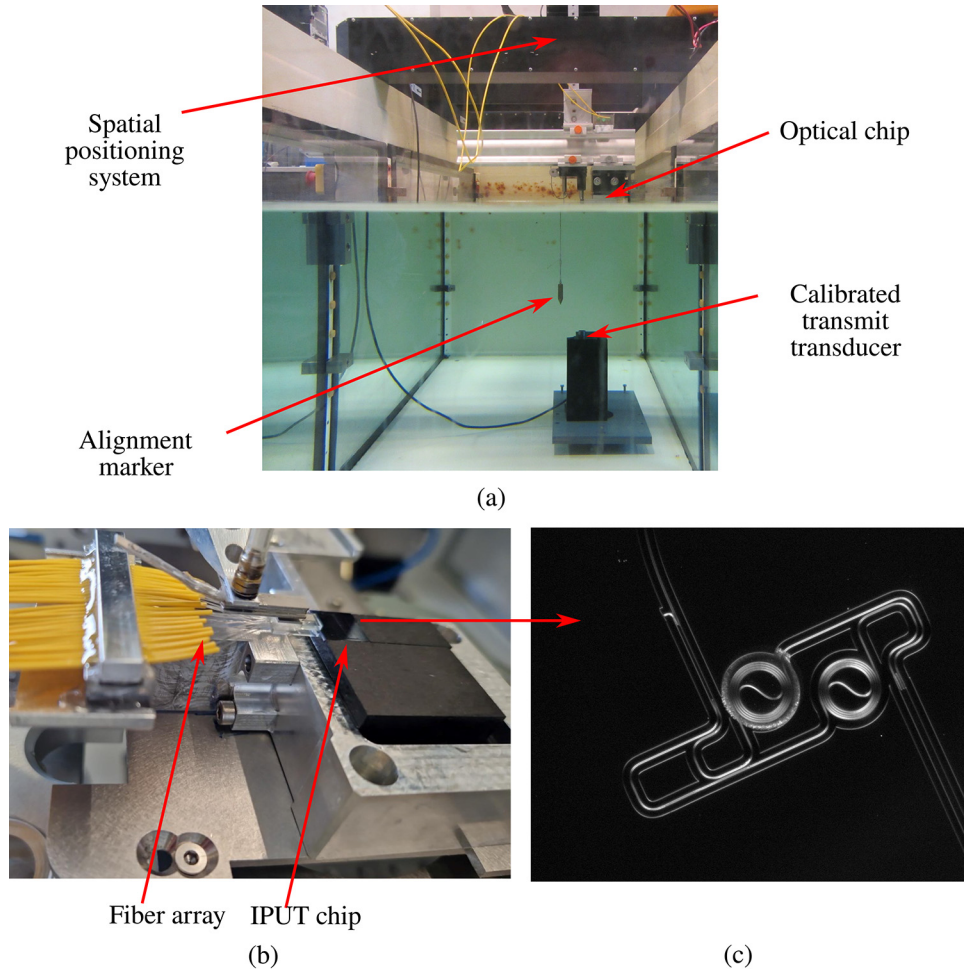 Spatial
positioning
system
Optical chip
Calibrated
transmit
transducer
Alignment
marker
(a)
Fiber array
IPUT chip
(b)
(c)